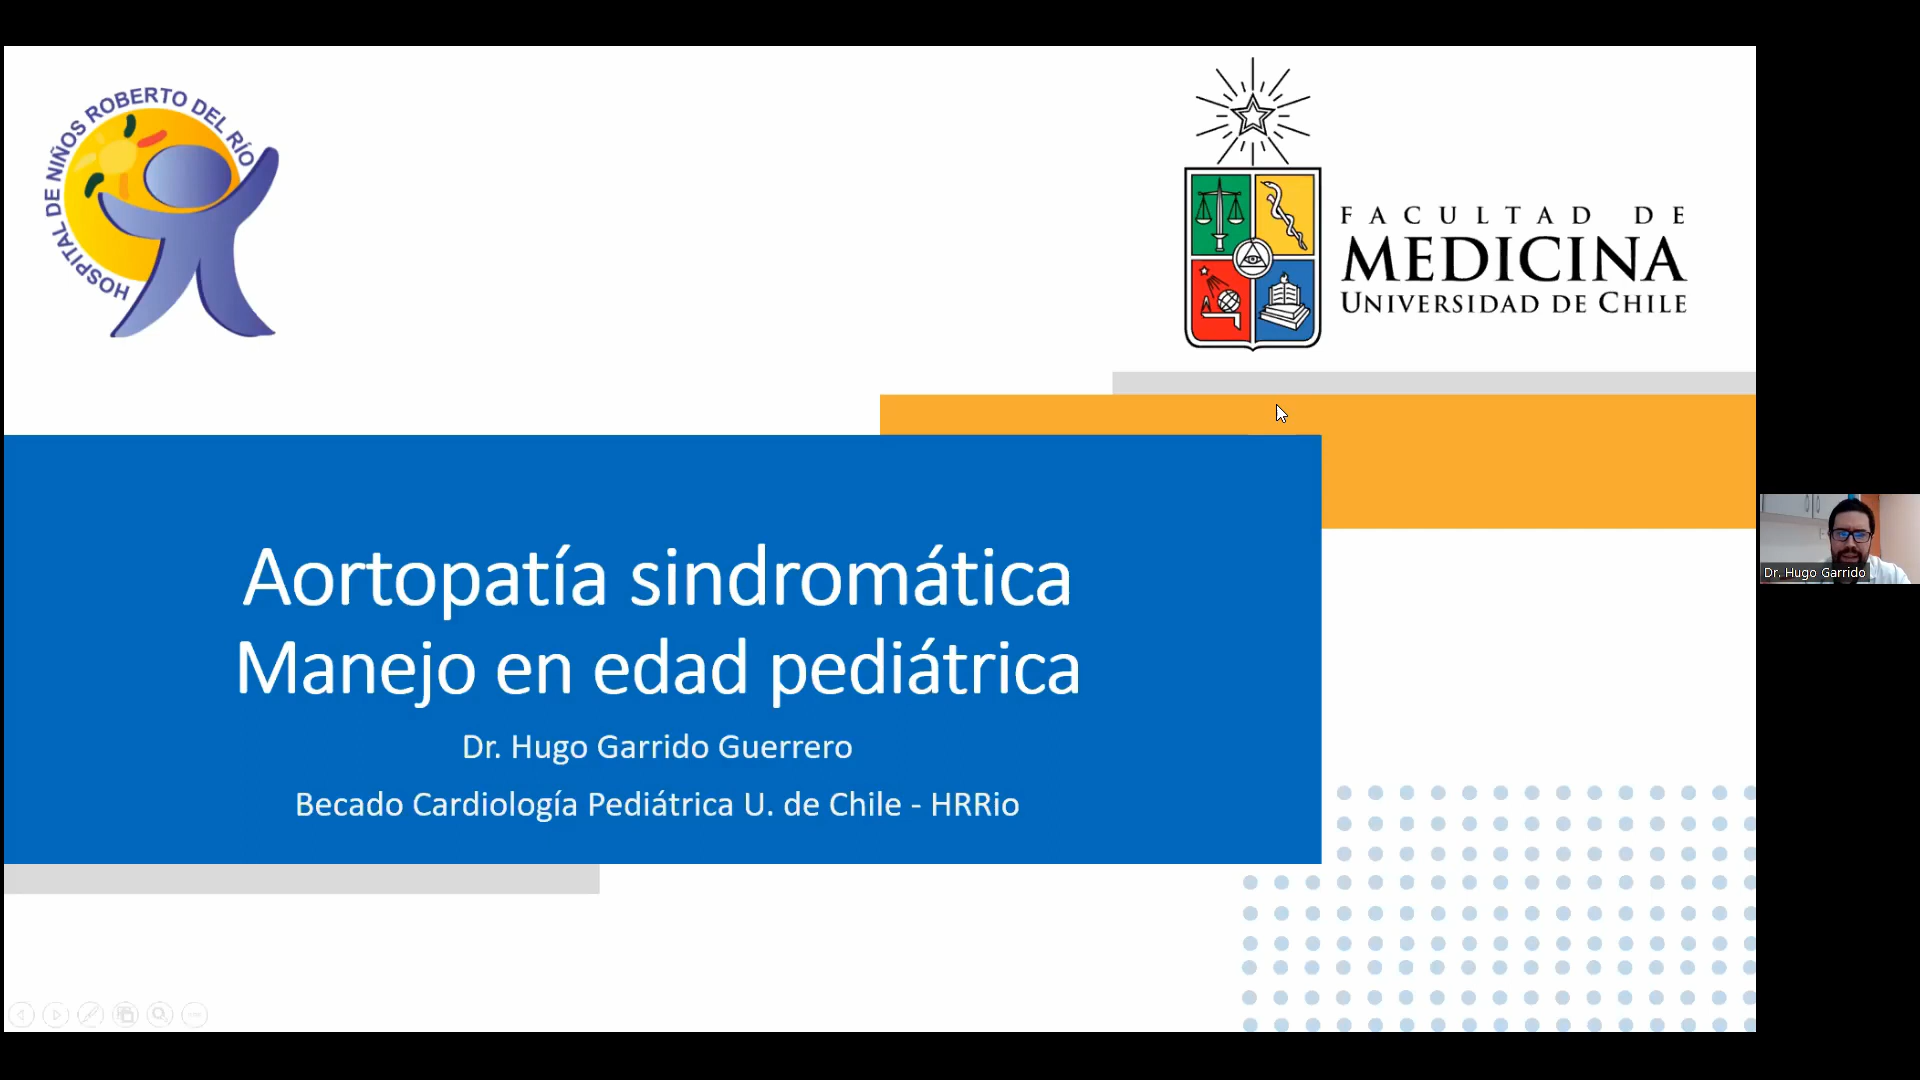 HOSPITAL DE NIÑOS ROBERTO DEL RÍO
FACULTAD DE
MEDICINA
UNIVERSIDAD DE CHILE
Aortopatía sindromática
Manejo en edad pediátrica
Dr. Hugo Garrido Guerrero
Becado Cardiología Pediátrica U. de Chile - HRRio
Dr. Hugo Garrido